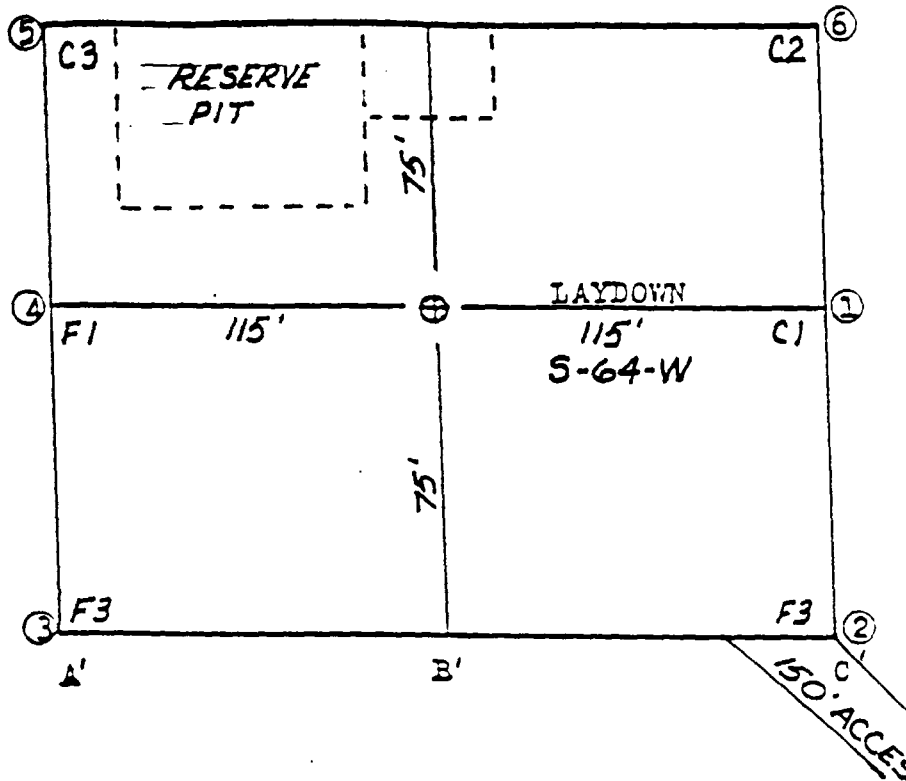 ⑤ ⑥
C3 C2
RESERVE
PIT
75'
LAYDOWN
④ ①
F1 115' 115' C1
S-64-W
75'
F3 F3
③ ②
A' B' C'
150' ACCES